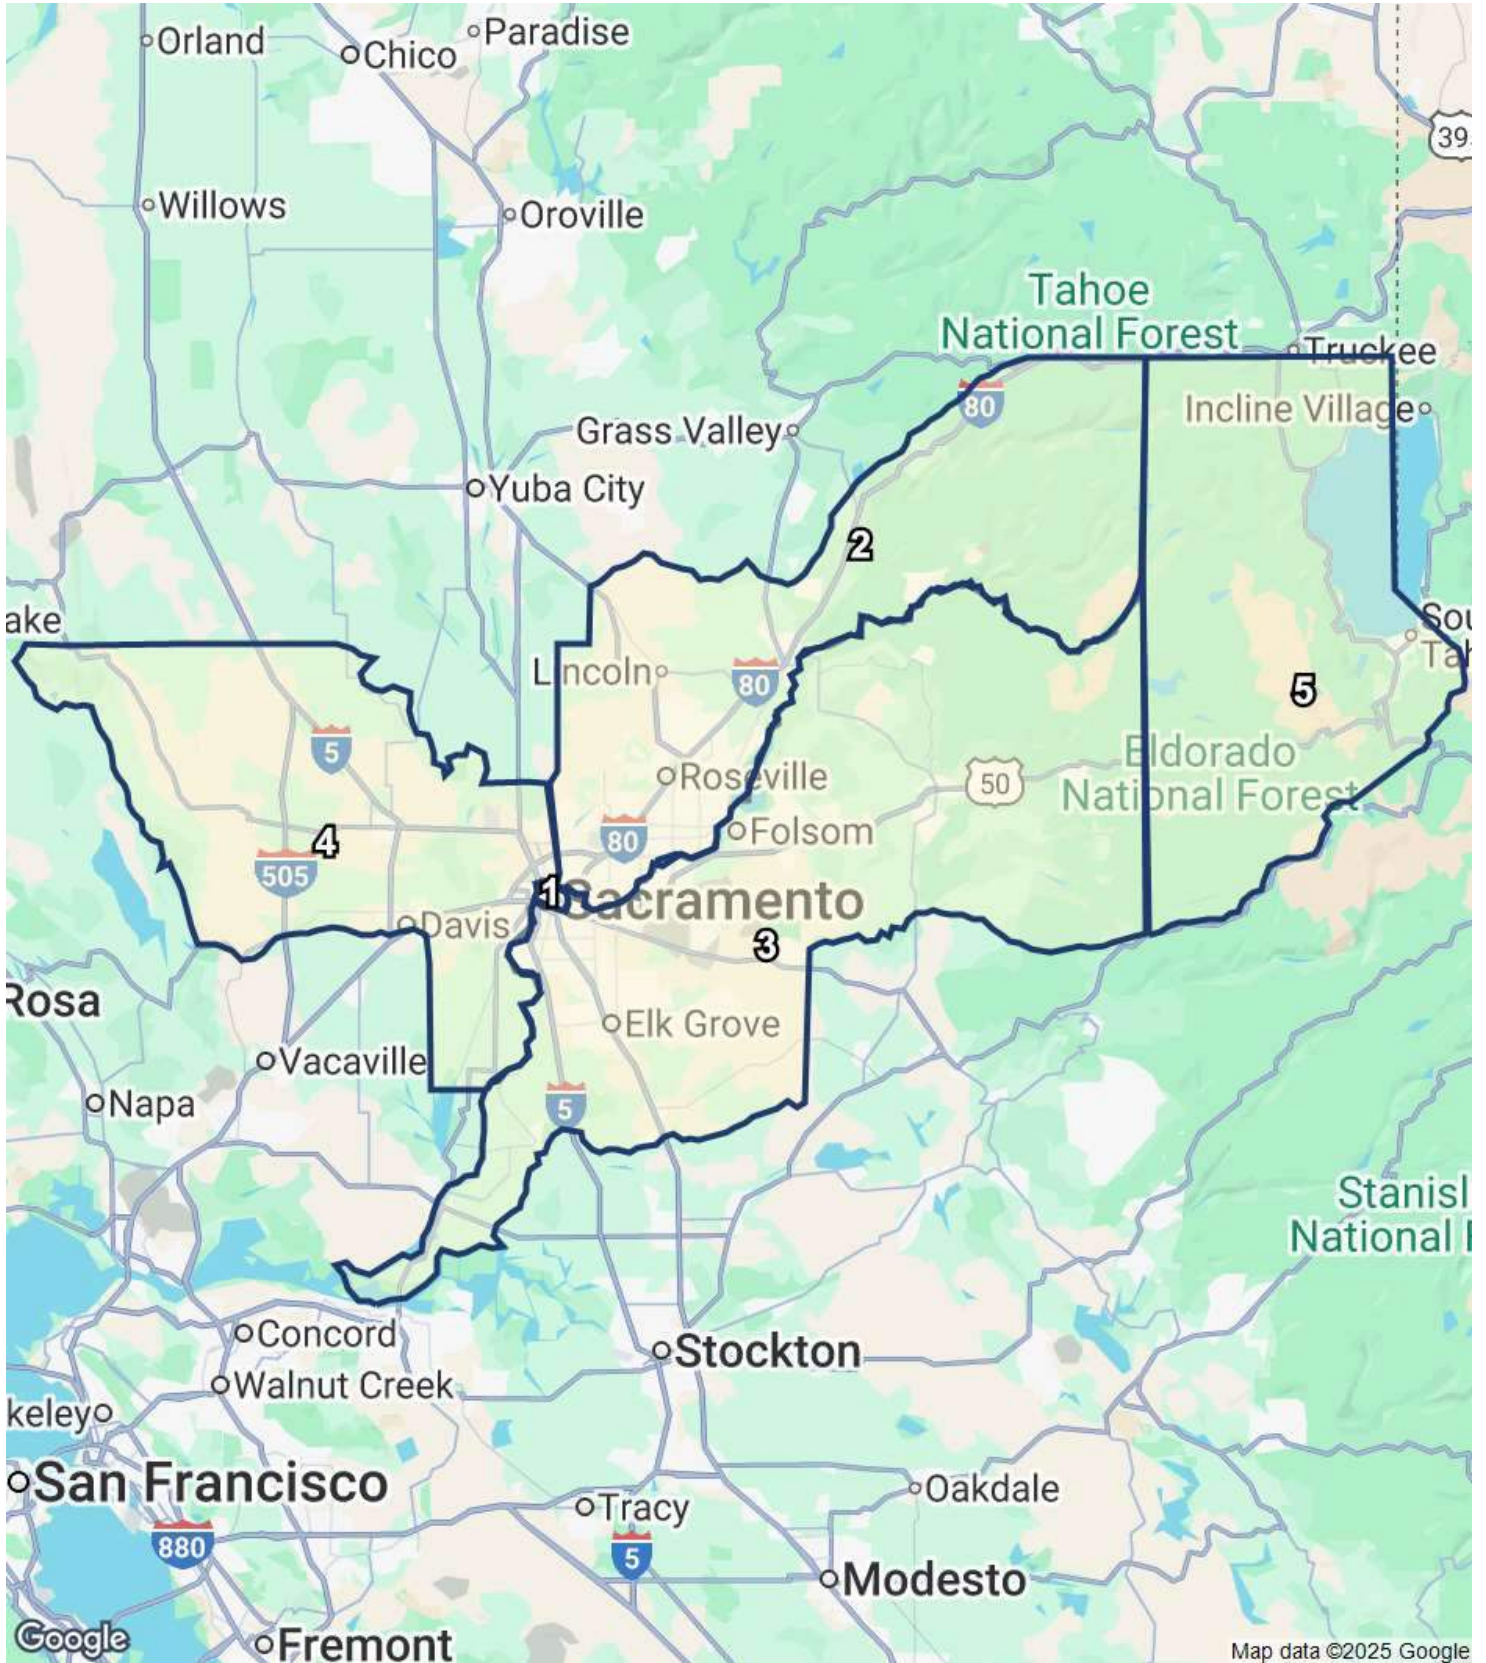 Orland
Chico
Paradise
39
Willows
Oroville
Tahoe
National Forest
Truckee
80
Incline Village
Grass Valley
Yuba City
2
ake
Sou
Tah
Lincoln
80
5
5
Eldorado
National Forest
Roseville
50
80
Folsom
4
505
1
Sacramento
Davis
3
Rosa
Elk Grove
Vacaville
Napa
5
Stanisl
National F
Concord
Stockton
Walnut Creek
keley
San Francisco
Oakdale
Tracy
880
5
Modesto
Google
Fremont
Map data ©2025 Google